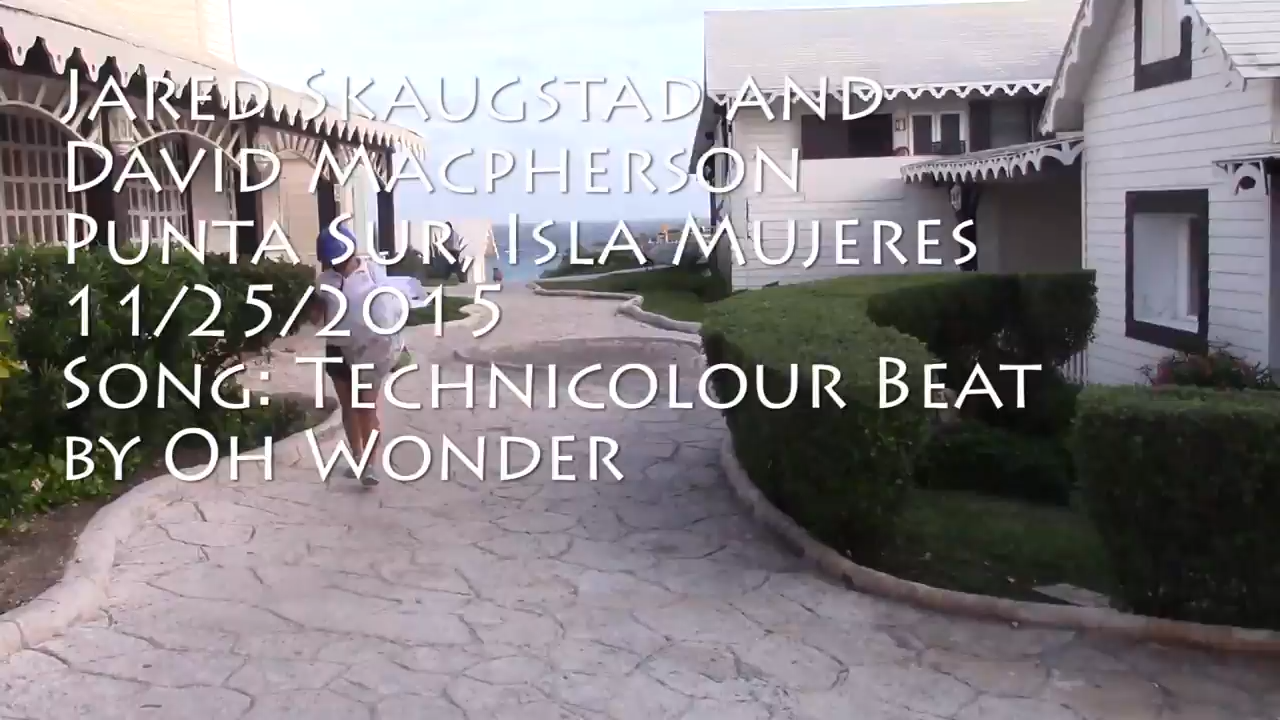 Jared Skaugstad and
David Macpherson
Punta Sur, Isla Mujeres
11/25/2015
Song: Technicolour Beat
by Oh Wonder